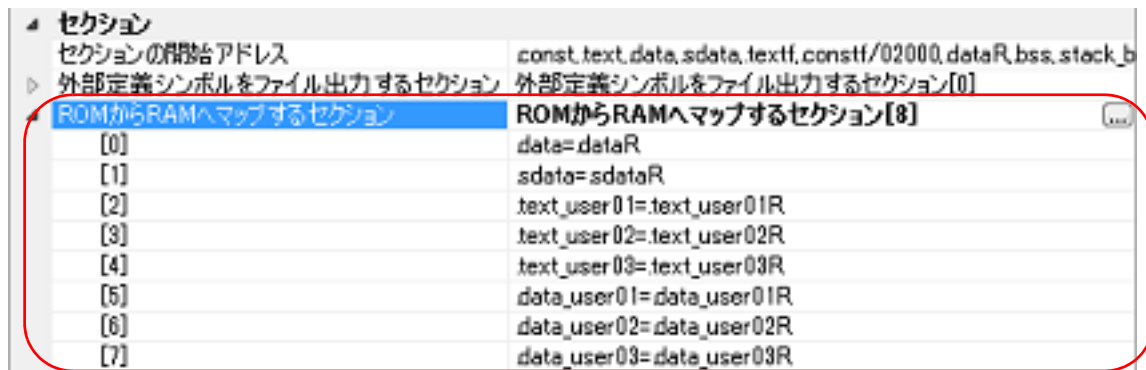 セクション
セクションの開始アドレス .const,.text,.data,.sdata,.textf,.constf/02000,.dataR,.bss,.stack_b
外部定義シンボルをファイル出力するセクション 外部定義シンボルをファイル出力するセクション[0]
ROMからRAMへマップするセクション ROMからRAMへマップするセクション[8] ...
[0] .data=.dataR
[1] .sdata=.sdataR
[2] .text_user01=.text_user01R
[3] .text_user02=.text_user02R
[4] .text_user03=.text_user03R
[5] .data_user01=.data_user01R
[6] .data_user02=.data_user02R
[7] .data_user03=.data_user03R